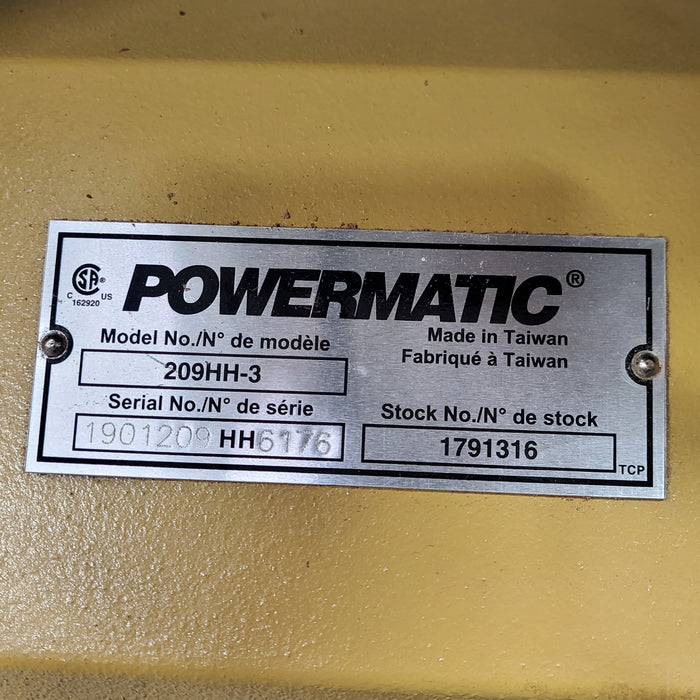 SA®
C 162920 US
POWERMATIC®
Model No./N° de modèle
209HH-3
Made in Taiwan
Fabriqué à Taiwan
Serial No./N° de série
1901209 HH6176
Stock No./N° de stock
1791316
TCP